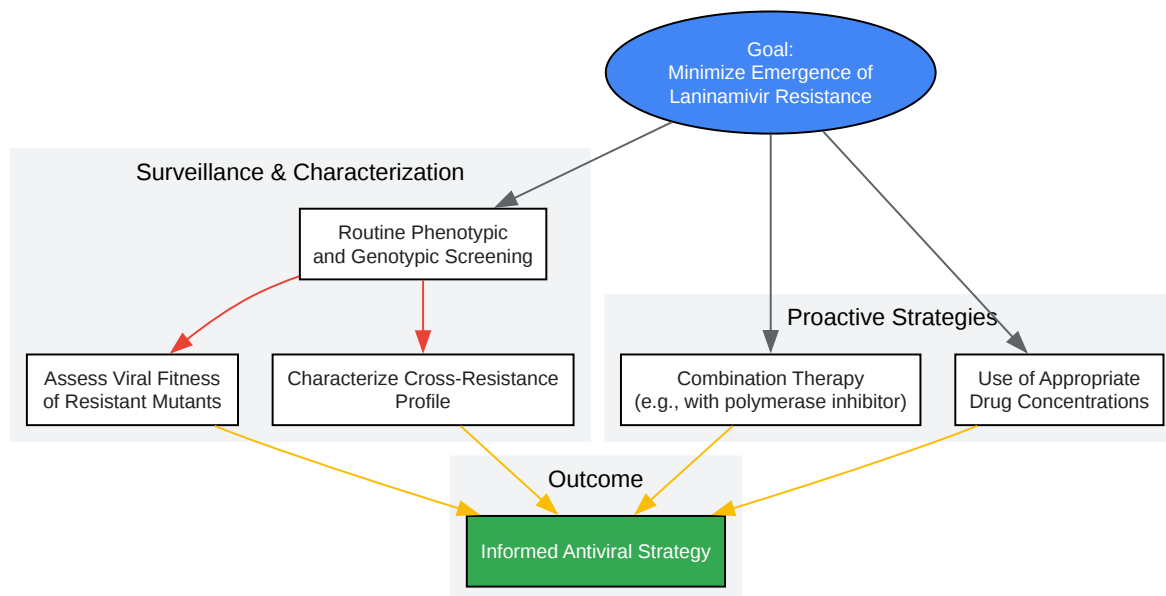 Goal:
Minimize Emergence of
Laninamivir Resistance
Surveillance & Characterization
Routine Phenotypic
and Genotypic Screening
Proactive Strategies
Assess Viral Fitness
of Resistant Mutants
Characterize Cross-Resistance
Profile
Combination Therapy
(e.g., with polymerase inhibitor)
Use of Appropriate
Drug Concentrations
Outcome
Informed Antiviral Strategy